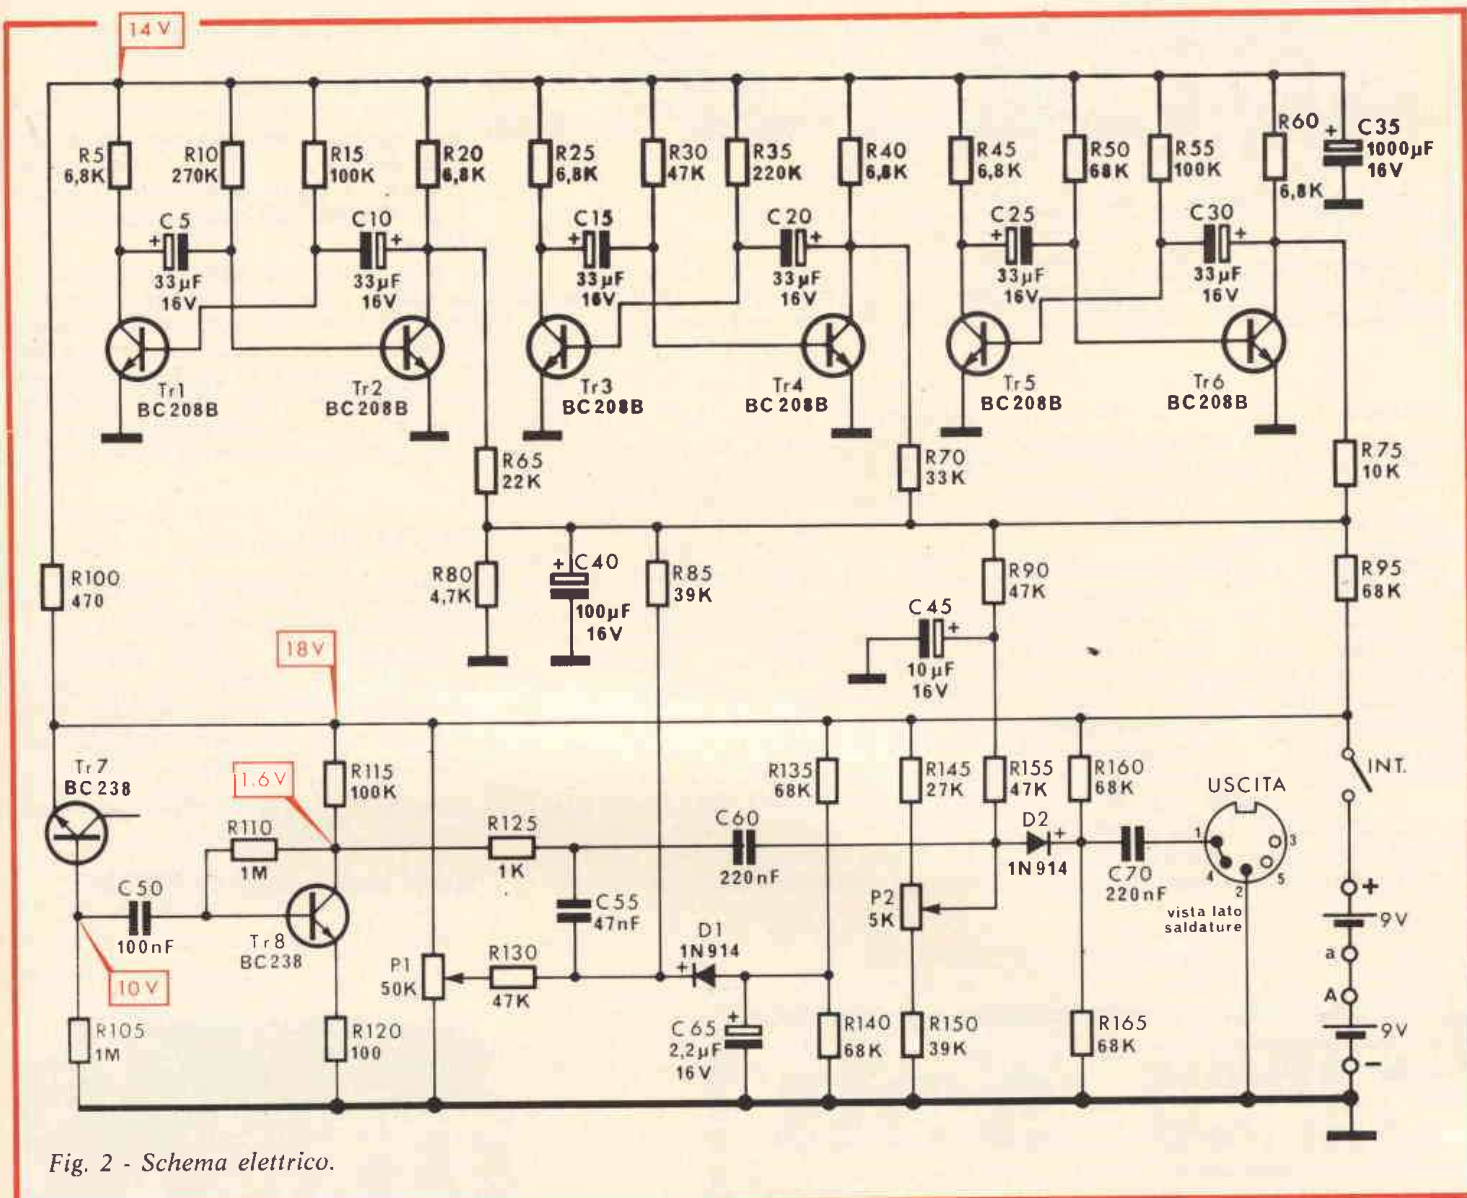 14 V
R5
6,8K
R10
270K
R15
100K
R20
6,8K
R25
6,8K
R30
47K
R35
220K
R40
6,8K
R45
6,8K
R50
68K
R55
100K
R60
6,8K
C35
1000µF
16V
+
C5
33µF
16V
C10
+
33µF
16V
+
C15
33µF
16V
C20
+
33µF
16V
+
C25
33µF
16V
C30
+
33µF
16V
+
Tr1
BC208B
Tr2
BC208B
Tr3
BC208B
Tr4
BC208B
Tr5
BC208B
Tr6
BC208B
R65
22K
R70
33K
R75
10K
R100
470
R80
4,7K
+
C40
100µF
16V
R85
39K
R90
47K
R95
68K
C45
+
10µF
16V
18V
Tr7
BC238
1.6V
R115
100K
R135
68K
R145
27K
R155
47K
R160
68K
USCITA
INT.
R110
1M
R125
1K
C60
220nF
D2
+
1N914
C70
220nF
1
3
4
2
5
vista lato
saldature
C50
100nF
Tr8
BC238
C55
47nF
P2
5K
+
9V
a
A
9V
–
10V
P1
50K
R130
47K
D1
1N914
+
R105
1M
R120
100
+
C65
2,2µF
16V
R140
68K
R150
39K
R165
68K
Fig. 2 - Schema elettrico.